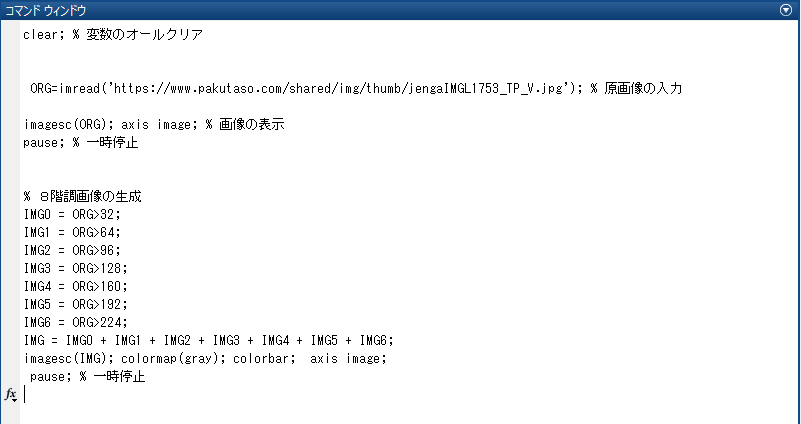 コマンド ウィンドウ
clear; % 変数のオールクリア
ORG=imread('https://www.pakutaso.com/shared/img/thumb/jengaIMGL1753_TP_V.jpg'); % 原画像の入力
imagesc(ORG); axis image; % 画像の表示
pause; % 一時停止
% ８階調画像の生成
IMG0 = ORG>32;
IMG1 = ORG>64;
IMG2 = ORG>96;
IMG3 = ORG>128;
IMG4 = ORG>160;
IMG5 = ORG>192;
IMG6 = ORG>224;
IMG = IMG0 + IMG1 + IMG2 + IMG3 + IMG4 + IMG5 + IMG6;
imagesc(IMG); colormap(gray); colorbar;  axis image;
pause; % 一時停止
fx